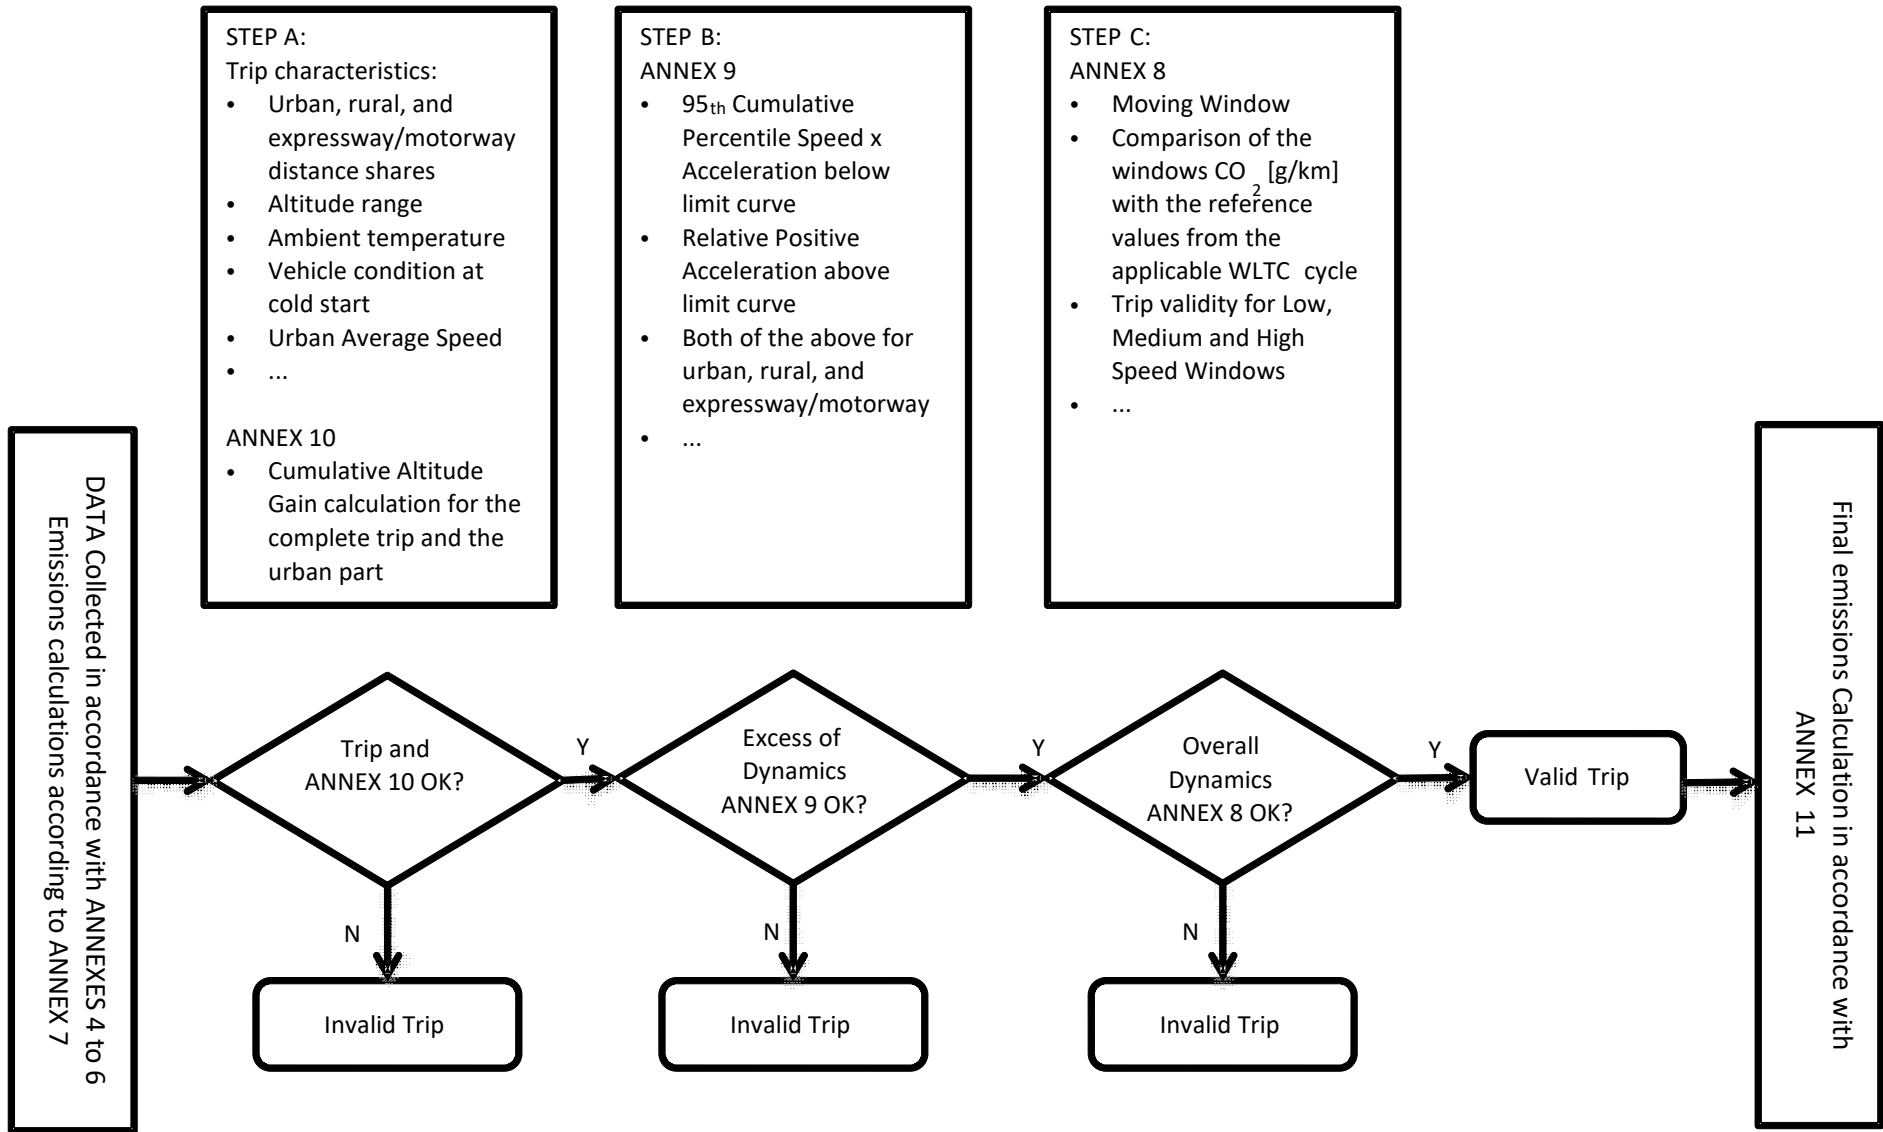 STEP A:
Trip characteristics:
• Urban, rural, and
expressway/motorway
distance shares
• Altitude range
• Ambient temperature
• Vehicle condition at
cold start
• Urban Average Speed
• ...
ANNEX 10
• Cumulative Altitude
Gain calculation for the
complete trip and the
urban part
STEP B:
ANNEX 9
• 95th Cumulative
Percentile Speed x
Acceleration below
limit curve
• Relative Positive
Acceleration above
limit curve
• Both of the above for
urban, rural, and
expressway/motorway
• ...
STEP C:
ANNEX 8
• Moving Window
• Comparison of the
windows CO2 [g/km]
with the reference
values from the
applicable WLTC cycle
• Trip validity for Low,
Medium and High
Speed Windows
• ...
DATA Collected in accordance with ANNEXES 4 to 6
Emissions calculations according to ANNEX 7
Trip and
ANNEX 10 OK?
Y
N
Invalid Trip
Excess of
Dynamics
ANNEX 9 OK?
Y
N
Invalid Trip
Overall
Dynamics
ANNEX 8 OK?
Y
N
Invalid Trip
Valid Trip
Final emissions Calculation in accordance with
ANNEX 11